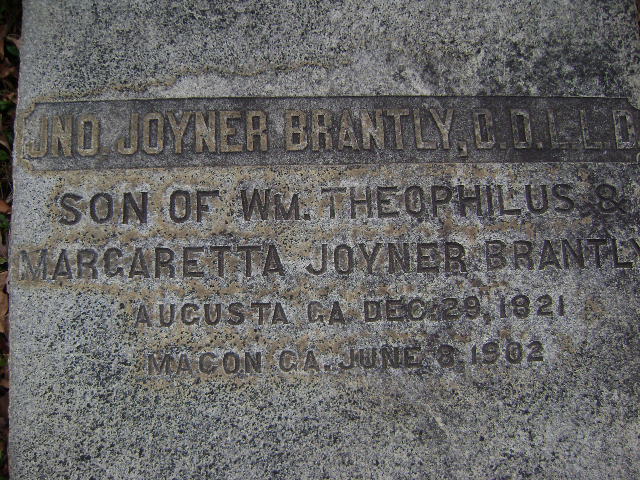 JNO. JOYNER BRANTLY, C.D.L.L.D.
SON OF WM. THEOPHILUS &
MARGARETTA JOYNER BRANTLY
AUGUSTA GA. DEC. 29, 1821
MACON GA. JUNE 8, 1902